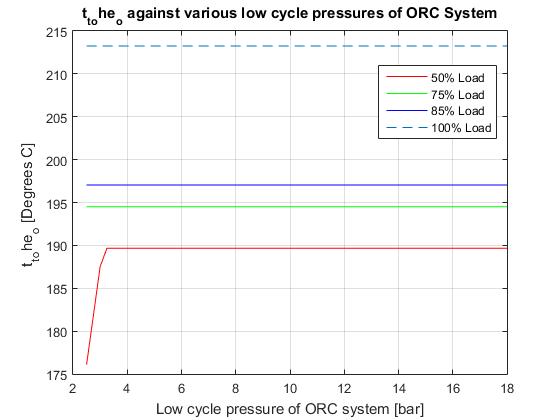 t_to he_o against various low cycle pressures of ORC System
215
210
205
200
195
190
185
180
175
t_to he_o [Degrees C]
50% Load
75% Load
85% Load
100% Load
2 4 6 8 10 12 14 16 18
Low cycle pressure of ORC system [bar]